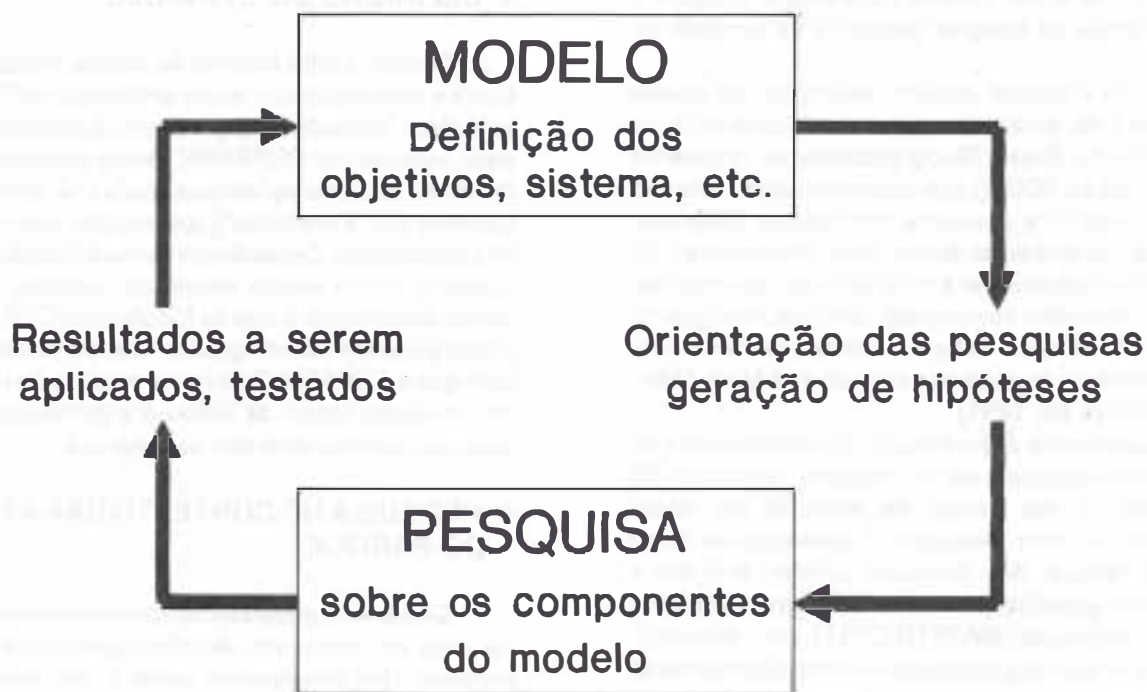 MODELO
Definição dos
objetivos, sistema, etc.
Orientação das pesquisas
geração de hipóteses
PESQUISA
sobre os componentes
do modelo
Resultados a serem
aplicados, testados